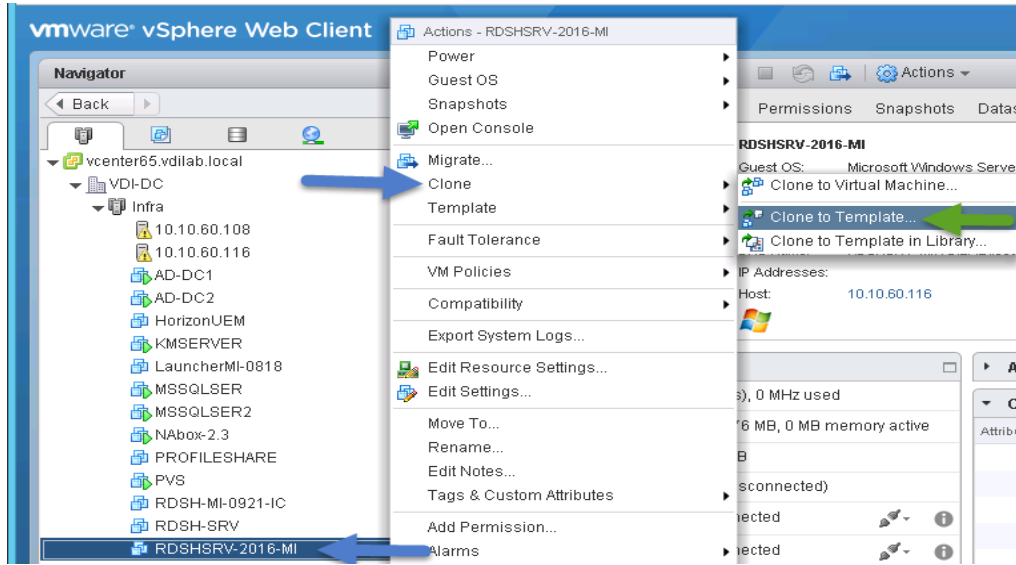 vmware® vSphere Web Client
Navigator
Back
vcenter65.vdilab.local
VDI-DC
Infra
10.10.60.108
10.10.60.116
AD-DC1
AD-DC2
HorizonUEM
KMSERVER
LauncherMI-0818
MSSQLSER
MSSQLSER2
NAbox-2.3
PROFILESHARE
PVS
RDSH-MI-0921-IC
RDSH-SRV
RDSHSRV-2016-MI
Actions - RDSHSRV-2016-MI
Power
Guest OS
Snapshots
Open Console
Migrate...
Clone
Template
Fault Tolerance
VM Policies
Compatibility
Export System Logs...
Edit Resource Settings...
Edit Settings...
Move To...
Rename...
Edit Notes...
Tags & Custom Attributes
Add Permission...
Alarms
Clone to Virtual Machine...
Clone to Template...
Clone to Template in Library...
Actions
Permissions Snapshots Datas
RDSHSRV-2016-MI
Guest OS: Microsoft Windows Serve
IP Addresses:
Host: 10.10.60.116
s), 0 MHz used
76 MB, 0 MB memory active
B
sconnected)
nected
nected
A
C
Attrib